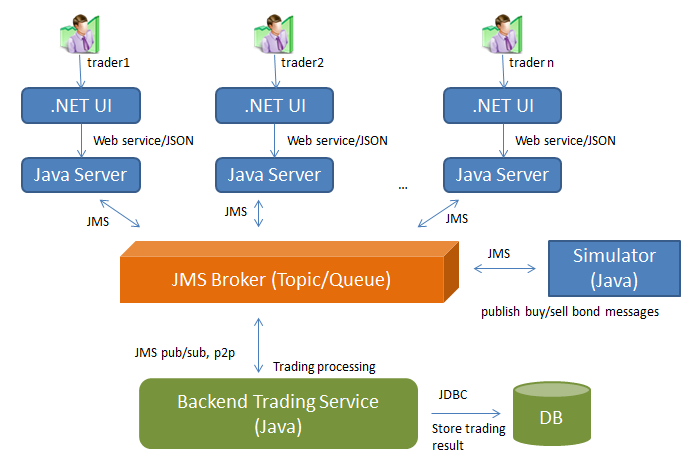 trader1
trader2
trader n
.NET UI
.NET UI
.NET UI
Web service/JSON
Web service/JSON
Web service/JSON
Java Server
Java Server
...
Java Server
JMS
JMS
JMS
JMS Broker (Topic/Queue)
JMS
Simulator
(Java)
publish buy/sell bond messages
JMS pub/sub, p2p
Trading processing
Backend Trading Service
(Java)
JDBC
Store trading
result
DB